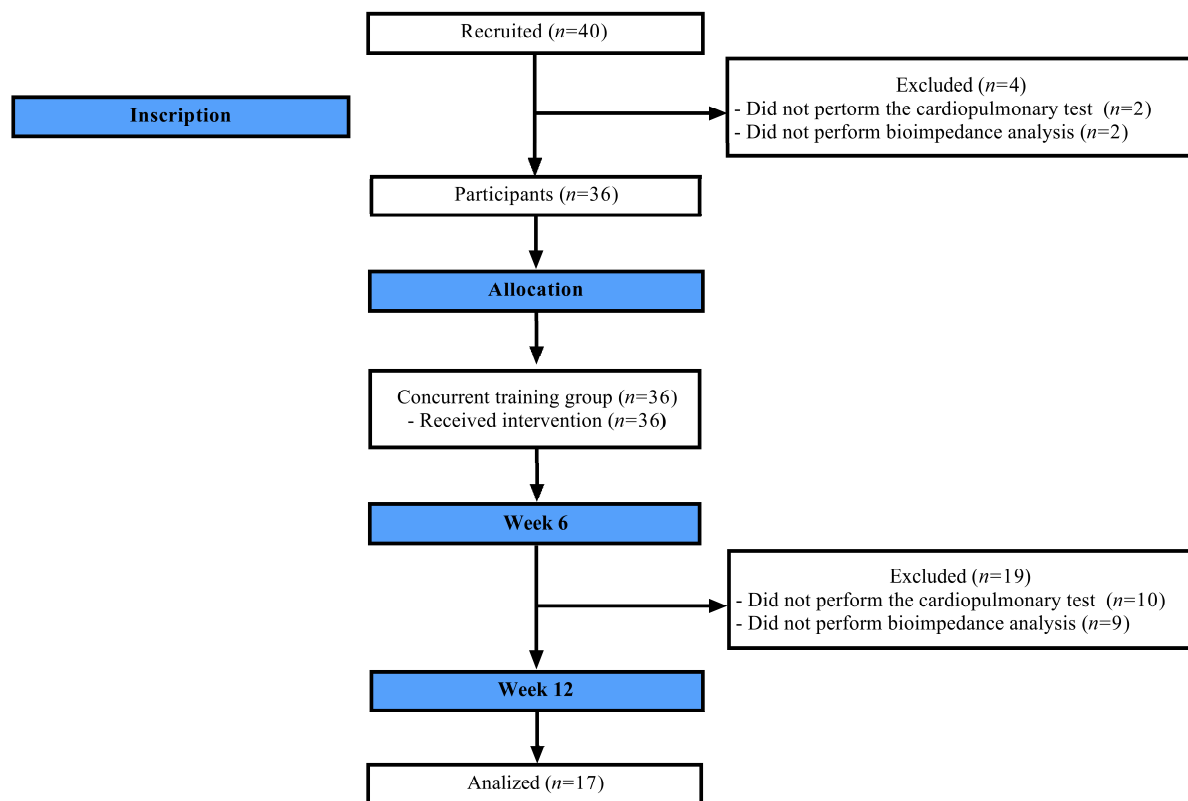 Recruited (n=40)
Excluded (n=4)
- Did not pertorm the cardiopulmonary test (n=2)
- Did not perform bioimpedance analysis (n=2)
Inscription
Participants (n=36)
Allocation
Concurrent training group (n=36)
- Received intervention (n=36)
Week 6
Excluded (n=19)
- Did not perform the cardiopulmonary test (n=10)
- Did not perform bioimpedance analysis (n=9)
Week 12
Analized (n=17)